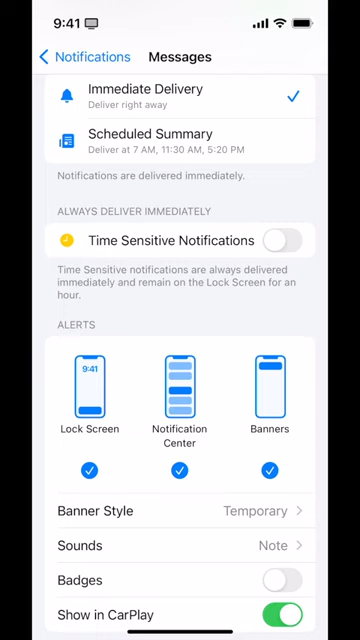 9:41
Notifications
Messages
Immediate Delivery
Deliver right away
Scheduled Summary
Deliver at 7 AM, 11:30 AM, 5:20 PM
Notifications are delivered immediately.
ALWAYS DELIVER IMMEDIATELY
Time Sensitive Notifications
Time Sensitive notifications are always delivered
immediately and remain on the Lock Screen for an
hour.
ALERTS
9:41
Lock Screen
Notification
Center
Banners
Banner Style Temporary
Sounds Note
Badges
Show in CarPlay